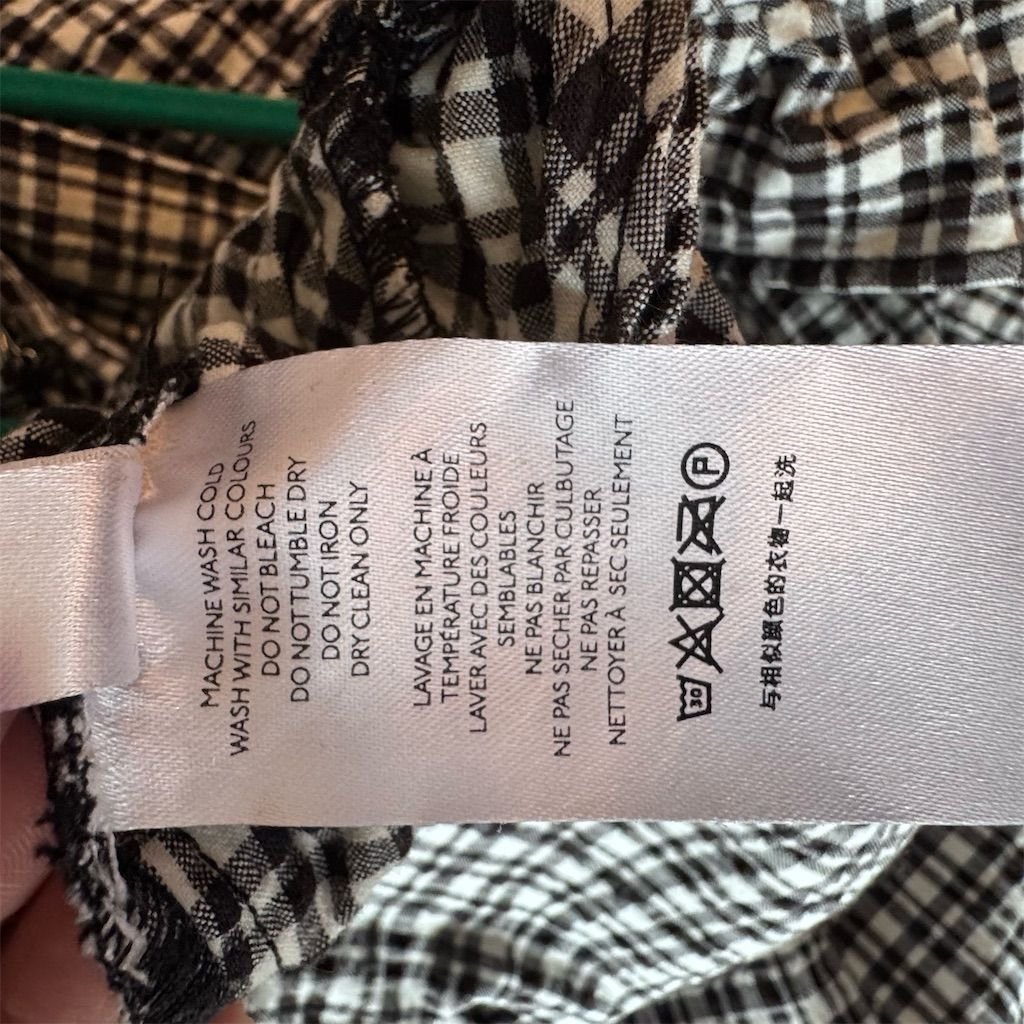 MACHINE WASH COLD
WASH WITH SIMILAR COLOURS
DO NOT BLEACH
DO NOT TUMBLE DRY
DO NOT IRON
DRY CLEAN ONLY
LAVAGE EN MACHINE À
TEMPÉRATURE FROIDE
LAVER AVEC DES COULEURS
SEMBLABLES
NE PAS BLANCHIR
NE PAS SECHER PAR CULBUTAGE
NE PAS REPASSER
NETTOYER À SEC SEULEMENT
30 P
与相似颜色的衣物一起洗